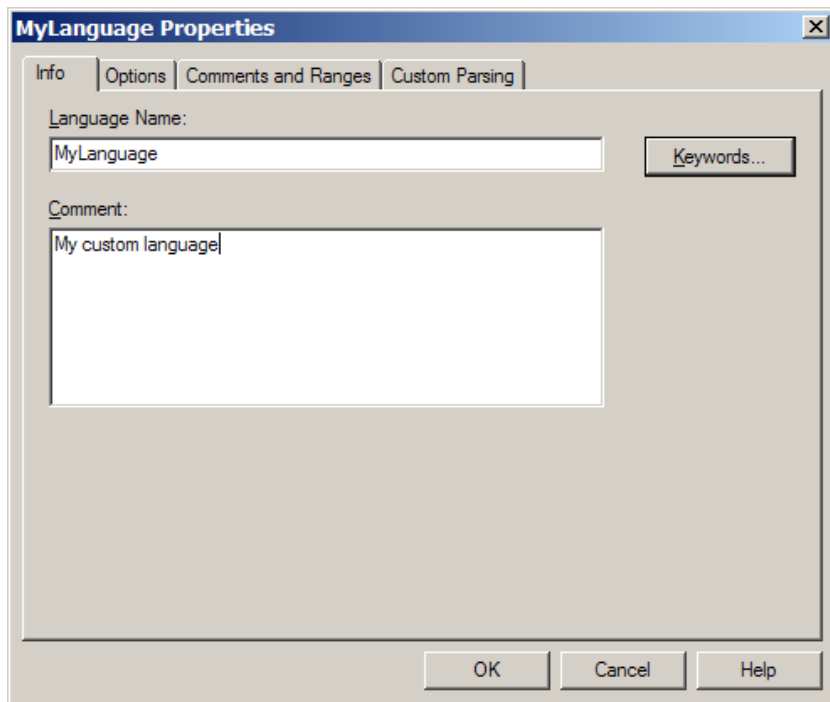 MyLanguage Properties
Info Options Comments and Ranges Custom Parsing
Language Name:
MyLanguage
Keywords...
Comment:
My custom language
OK Cancel Help